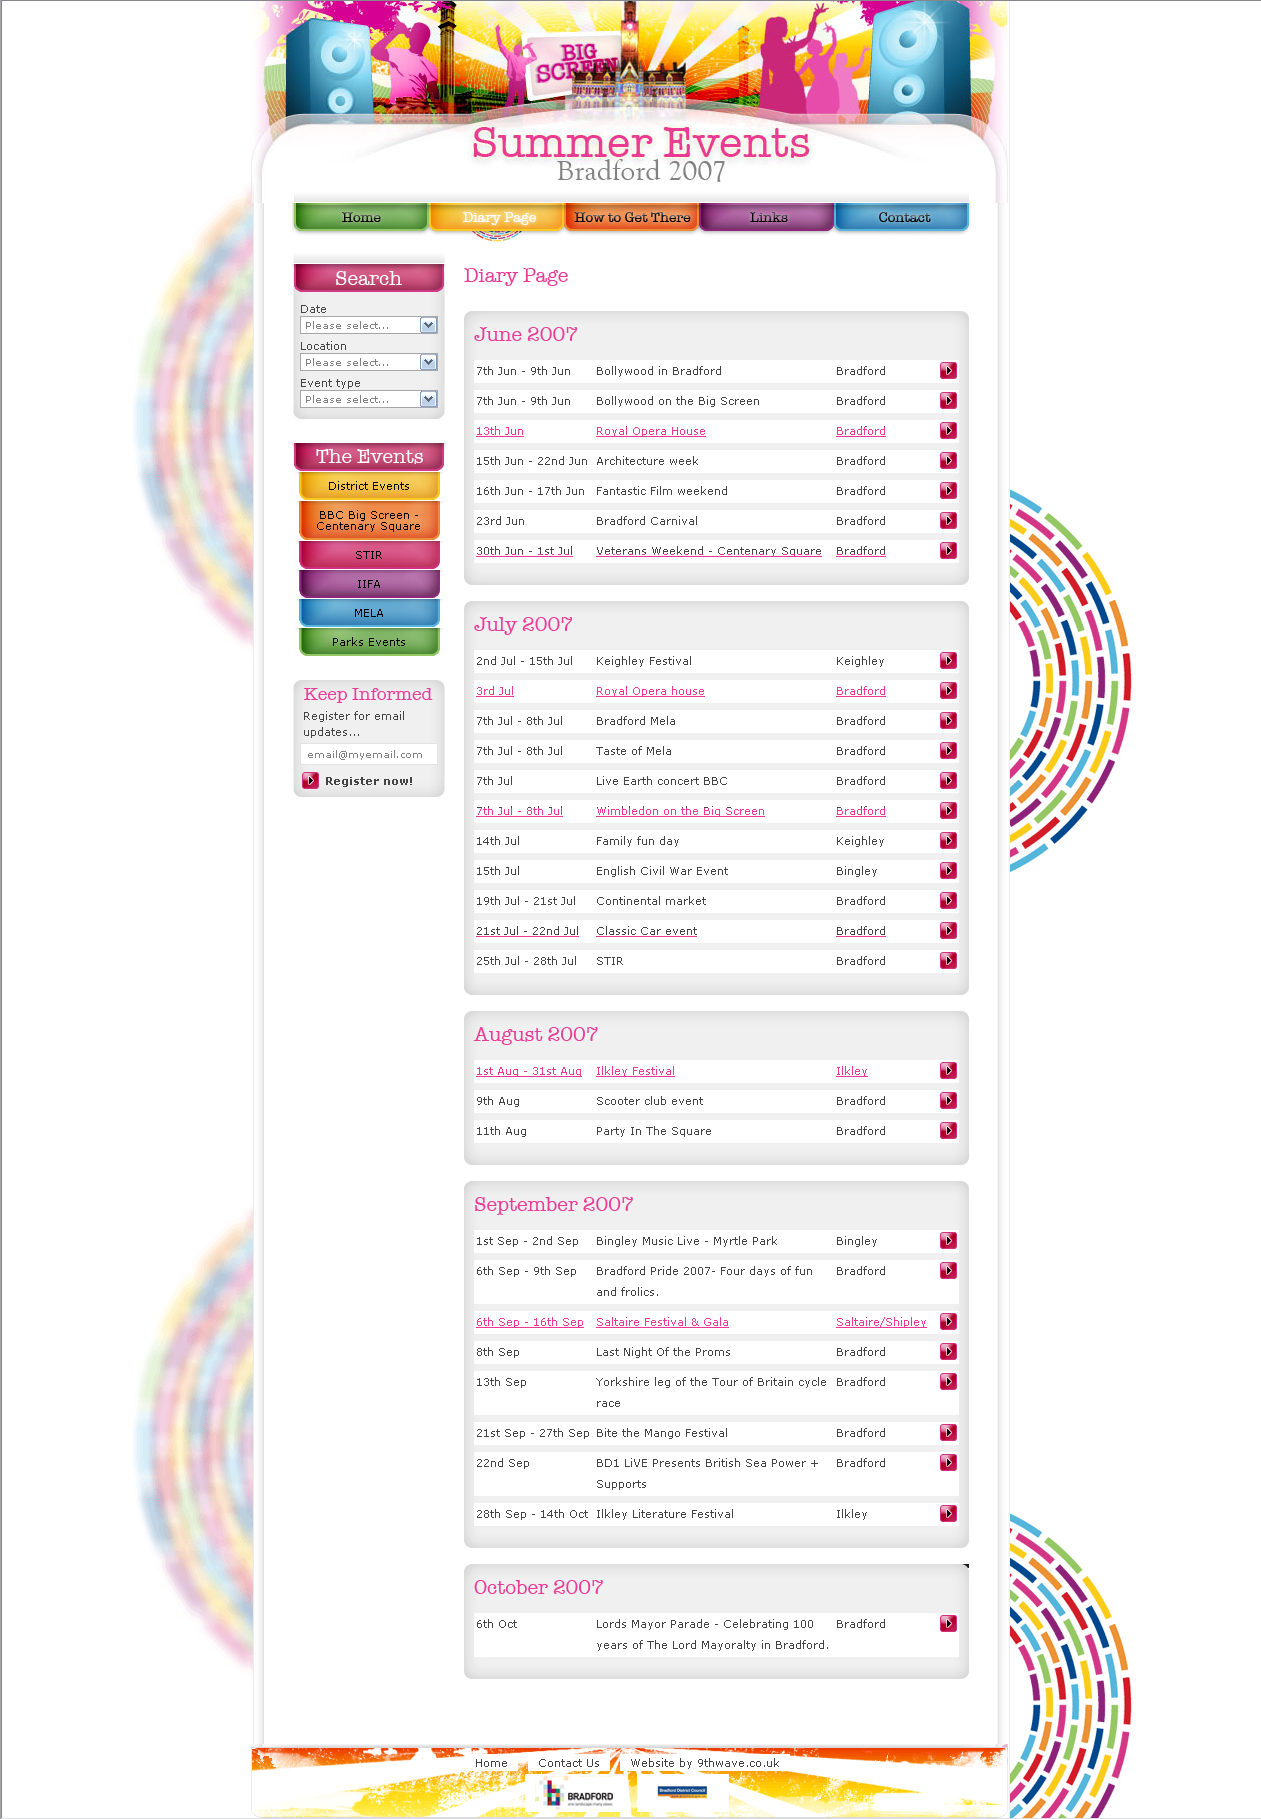 BIG
SCREEN
Summer Events
Bradford 2007
Home Diary Page How to Get There Links Contact
Search
Date
Please select...
Location
Please select...
Event type
Please select...
The Events
District Events
BBC Big Screen -
Centenary Square
STIR
IIFA
MELA
Parks Events
Keep Informed
Register for email
updates...
email@myemail.com
Register now!
Diary Page
June 2007
7th Jun - 9th Jun Bollywood in Bradford Bradford
7th Jun - 9th Jun Bollywood on the Big Screen Bradford
13th Jun Royal Opera House Bradford
15th Jun - 22nd Jun Architecture week Bradford
16th Jun - 17th Jun Fantastic Film weekend Bradford
23rd Jun Bradford Carnival Bradford
30th Jun - 1st Jul Veterans Weekend - Centenary Square Bradford
July 2007
2nd Jul - 15th Jul Keighley Festival Keighley
3rd Jul Royal Opera house Bradford
7th Jul - 8th Jul Bradford Mela Bradford
7th Jul - 8th Jul Taste of Mela Bradford
7th Jul Live Earth concert BBC Bradford
7th Jul - 8th Jul Wimbledon on the Big Screen Bradford
14th Jul Family fun day Keighley
15th Jul English Civil War Event Bingley
19th Jul - 21st Jul Continental market Bradford
21st Jul - 22nd Jul Classic Car event Bradford
25th Jul - 28th Jul STIR Bradford
August 2007
1st Aug - 31st Aug Ilkley Festival Ilkley
9th Aug Scooter club event Bradford
11th Aug Party In The Square Bradford
September 2007
1st Sep - 2nd Sep Bingley Music Live - Myrtle Park Bingley
6th Sep - 9th Sep Bradford Pride 2007- Four days of fun Bradford
and frolics.
6th Sep - 16th Sep Saltaire Festival & Gala Saltaire/Shipley
8th Sep Last Night Of the Proms Bradford
13th Sep Yorkshire leg of the Tour of Britain cycle Bradford
race
21st Sep - 27th Sep Bite the Mango Festival Bradford
22nd Sep BD1 LiVE Presents British Sea Power + Bradford
Supports
28th Sep - 14th Oct Ilkley Literature Festival Ilkley
October 2007
6th Oct Lords Mayor Parade - Celebrating 100 Bradford
years of The Lord Mayoralty in Bradford.
Home Contact Us Website by 9thwave.co.uk
BRADFORD
Bradford District Council